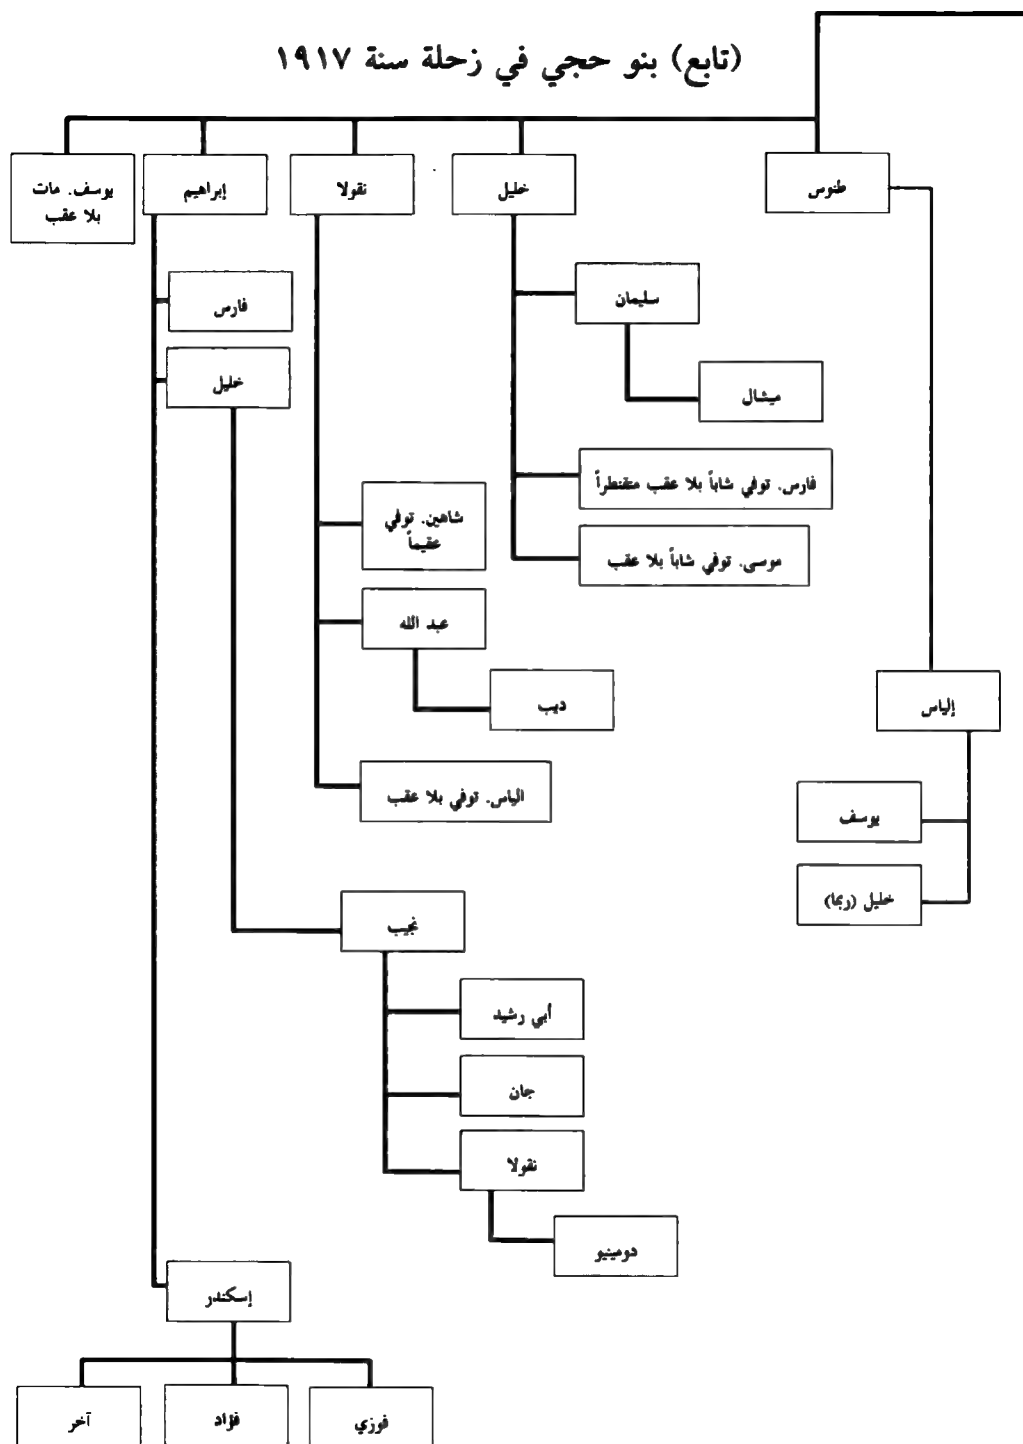 (تابع) بنو حجي في زحلة سنة ١٩١٧
طنوس
خليل
نقولا
إبراهيم
يوسف. مات
بلا عقب
سليمان
فارس
خليل
ميشال
فارس. توفي شاباً بلا عقب متقنطراً
شاهين. توفي
عقيماً
موسى. توفي شاباً بلا عقب
عبد الله
إلياس
ديب
يوسف
الياس. توفي بلا عقب
خليل (ربما)
نجيب
أبي رشيد
جان
نقولا
دومينيو
إسكندر
فوزي
فؤاد
آخر